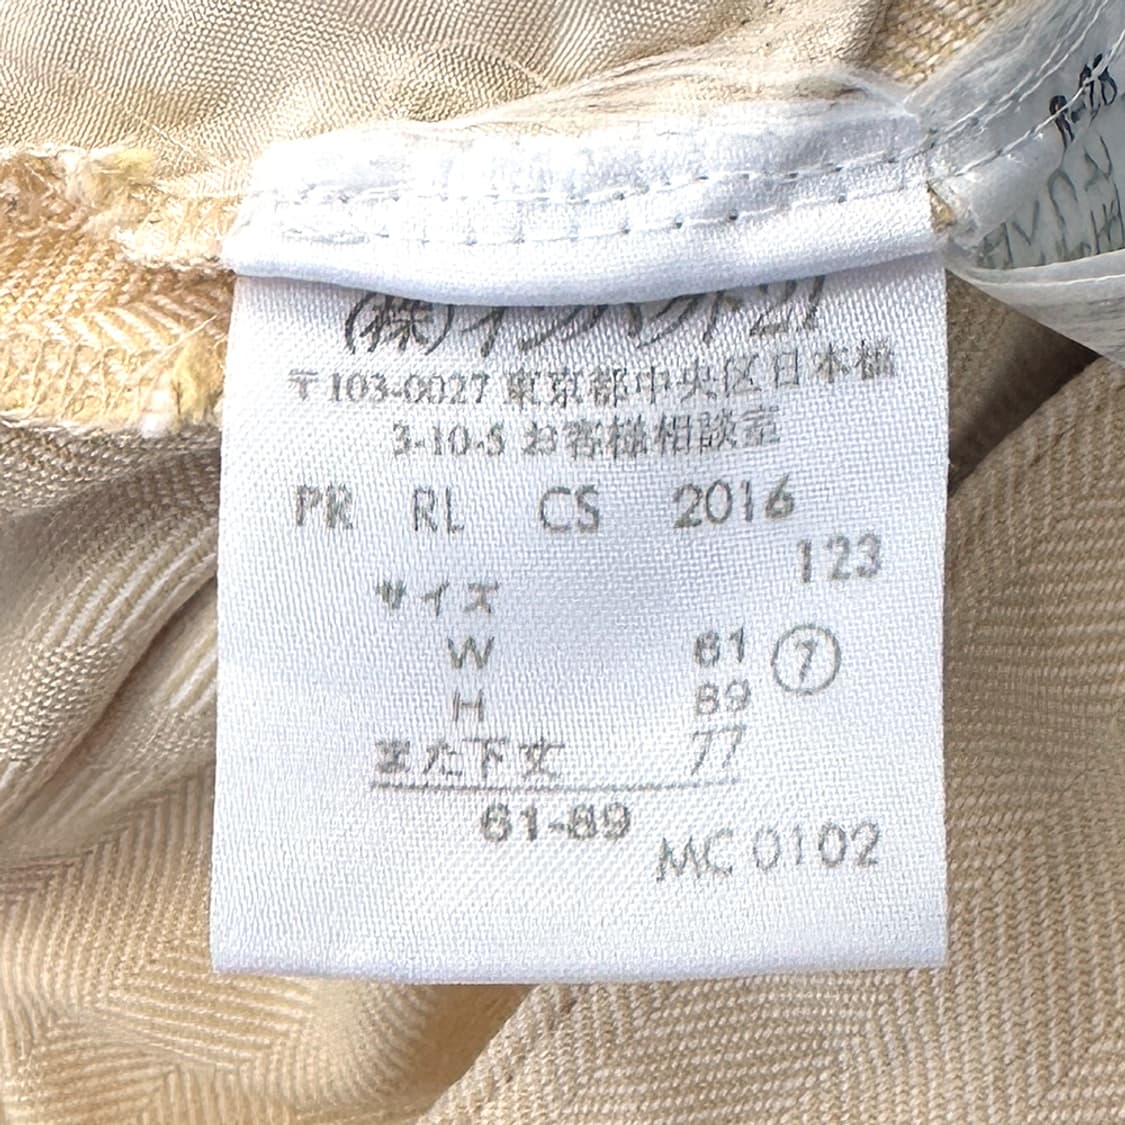 (株)インパクト21
〒103-0027 東京都中央区日本橋
3-10-5 お客様相談室
PR RL CS 2016
123
サイズ
W 61 ⑦
H 89
また下丈 77
61-89
MC 0102